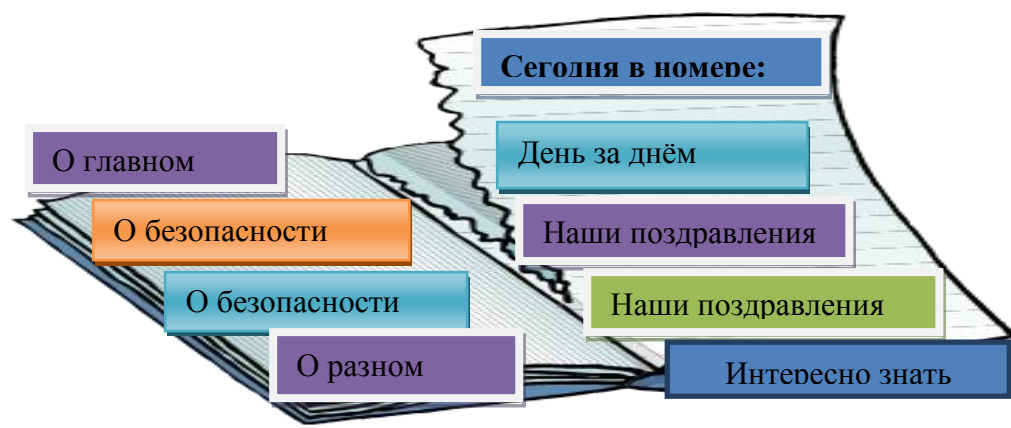 Сегодня в номере:
О главном
О безопасности
О безопасности
О разном
День за днём
Наши поздравления
Наши поздравления
Интересно знать